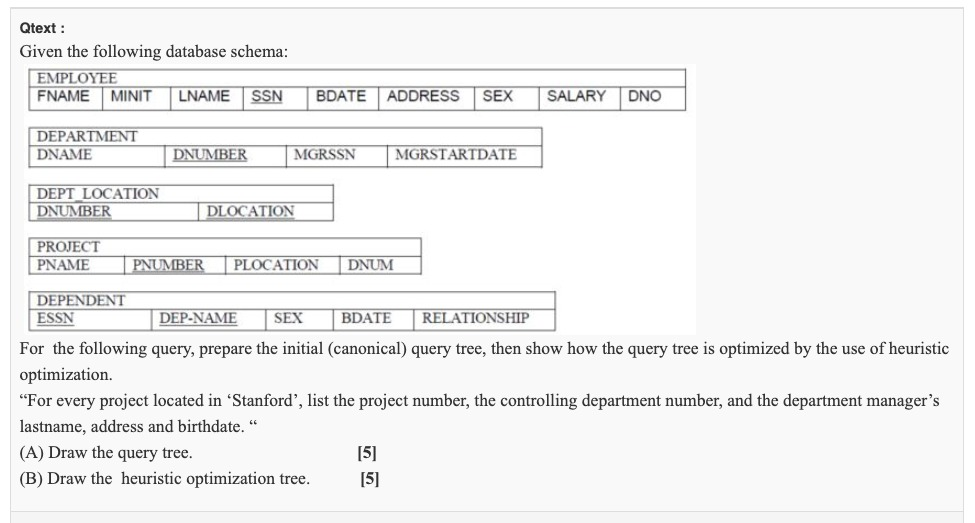 Qtext :
Given the following database schema:
EMPLOYEE
FNAME MINIT LNAME SSN BDATE ADDRESS SEX SALARY DNO
DEPARTMENT
DNAME DNUMBER MGRSSN MGRSTARTDATE
DEPT_LOCATION
DNUMBER DLOCATION
PROJECT
PNAME PNUMBER PLOCATION DNUM
DEPENDENT
ESSN DEP-NAME SEX BDATE RELATIONSHIP
For the following query, prepare the initial (canonical) query tree, then show how the query tree is optimized by the use of heuristic
optimization.
“For every project located in ‘Stanford’, list the project number, the controlling department number, and the department manager’s
lastname, address and birthdate. “
(A) Draw the query tree. [5]
(B) Draw the heuristic optimization tree. [5]